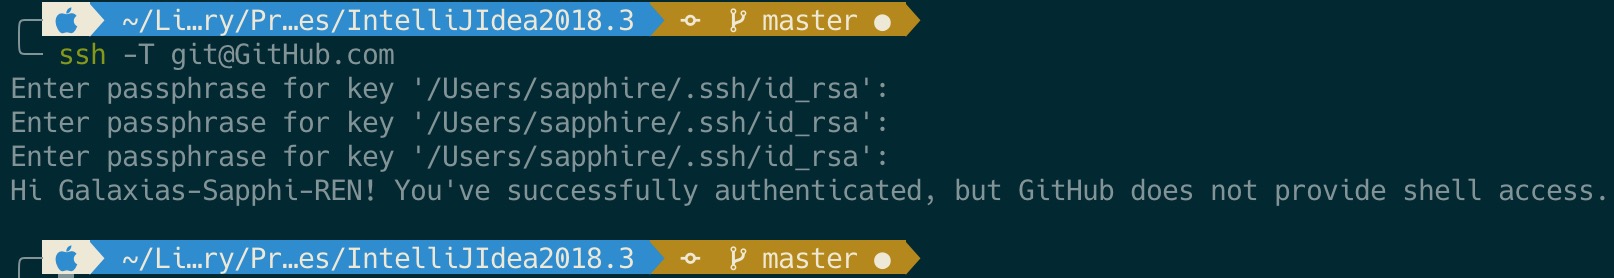 ~/Li…ry/Pr…es/IntelliJIdea2018.3 master ●
ssh -T git@GitHub.com
Enter passphrase for key '/Users/sapphire/.ssh/id_rsa':
Enter passphrase for key '/Users/sapphire/.ssh/id_rsa':
Enter passphrase for key '/Users/sapphire/.ssh/id_rsa':
Hi Galaxias-Sapphi-REN! You've successfully authenticated, but GitHub does not provide shell access.
~/Li…ry/Pr…es/IntelliJIdea2018.3 master ●